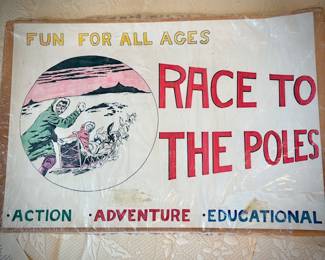 FUN FOR ALL AGES
RACE TO
THE POLES
·ACTION ·ADVENTURE ·EDUCATIONAL